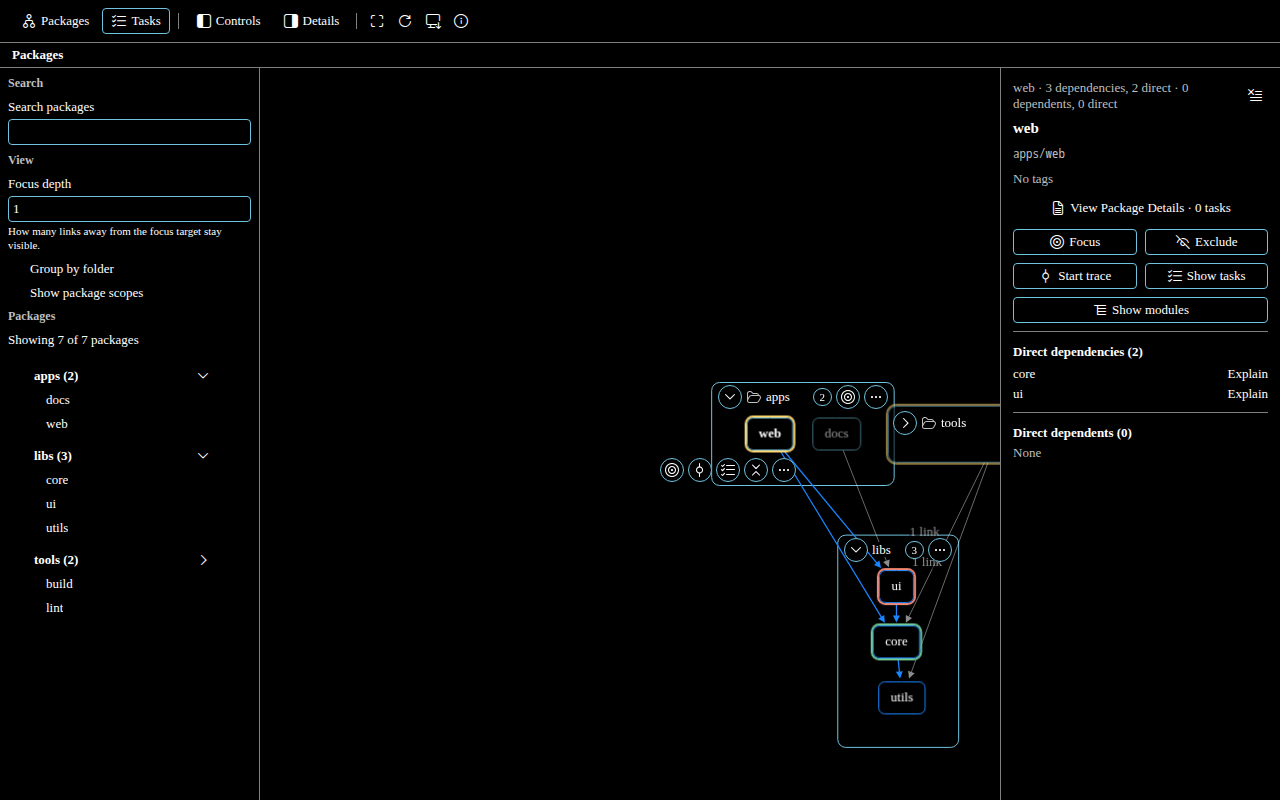 Packages
Tasks
Controls
Details
Packages
Search
Search packages
View
Focus depth
1
How many links away from the focus target stay
visible.
Group by folder
Show package scopes
Packages
Showing 7 of 7 packages
apps (2)
docs
web
libs (3)
core
ui
utils
tools (2)
build
lint
apps
2
web
docs
tools
1 link
libs
3
1 link
ui
core
utils
web · 3 dependencies, 2 direct · 0
dependents, 0 direct
web
apps/web
No tags
View Package Details · 0 tasks
Focus
Exclude
Start trace
Show tasks
Show modules
Direct dependencies (2)
core
Explain
ui
Explain
Direct dependents (0)
None